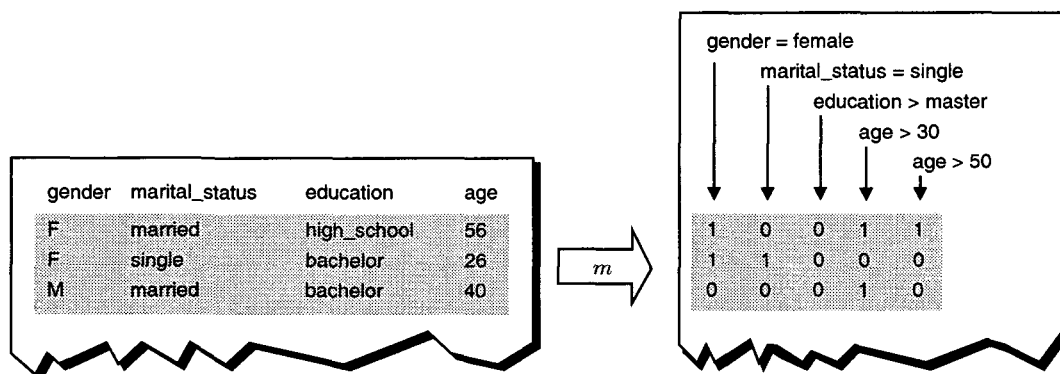 gender = female
marital_status = single
education > master
age > 30
age > 50
gender marital_status education age
F married high_school 56
F single bachelor 26
M married bachelor 40
m
1 0 0 1 1
1 1 0 0 0
0 0 0 1 0